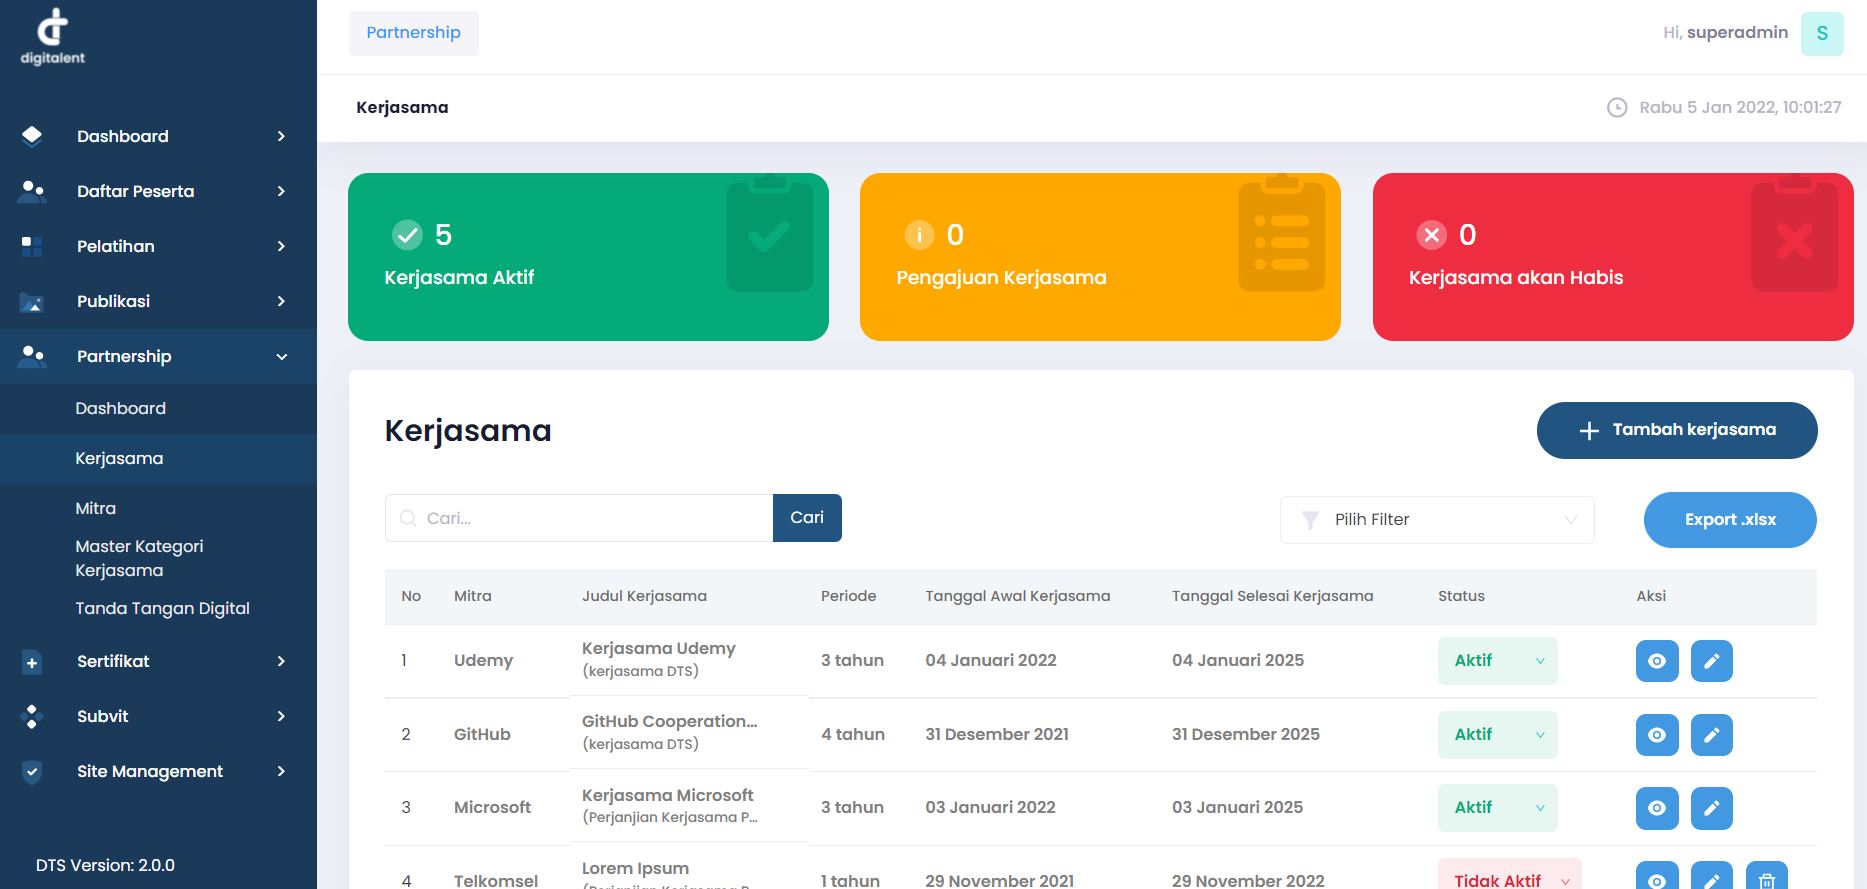 digitalent
Partnership
Hi, superadmin
S
Kerjasama
Rabu 5 Jan 2022, 10:01:27
Dashboard
Daftar Peserta
Pelatihan
Publikasi
Partnership
Dashboard
Kerjasama
Mitra
Master Kategori
Kerjasama
Tanda Tangan Digital
Sertifikat
Subvit
Site Management
DTS Version: 2.0.0
5
Kerjasama Aktif
0
Pengajuan Kerjasama
0
Kerjasama akan Habis
Kerjasama
Tambah kerjasama
Cari...
Cari
Pilih Filter
Export .xlsx
No Mitra Judul Kerjasama Periode Tanggal Awal Kerjasama Tanggal Selesai Kerjasama Status Aksi
1 Udemy Kerjasama Udemy 3 tahun 04 Januari 2022 04 Januari 2025 Aktif
(kerjasama DTS)
2 GitHub GitHub Cooperation... 4 tahun 31 Desember 2021 31 Desember 2025 Aktif
(kerjasama DTS)
3 Microsoft Kerjasama Microsoft 3 tahun 03 Januari 2022 03 Januari 2025 Aktif
(Perjanjian Kerjasama P...
4 Telkomsel Lorem Ipsum 1 tahun 29 November 2021 29 November 2022 Tidak Aktif